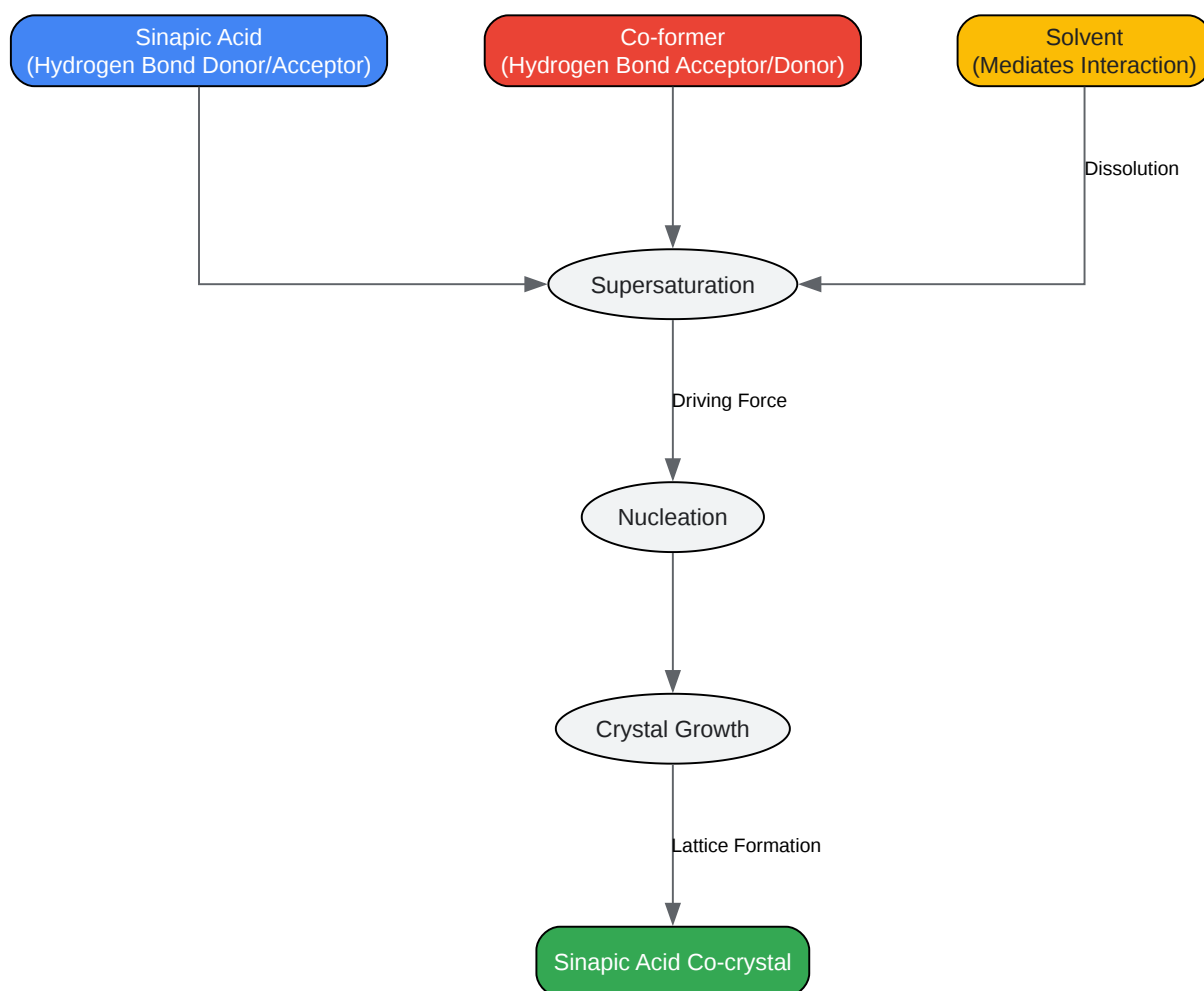 Sinapic Acid
(Hydrogen Bond Donor/Acceptor)
Co-former
(Hydrogen Bond Acceptor/Donor)
Solvent
(Mediates Interaction)
Dissolution
Supersaturation
Driving Force
Nucleation
Crystal Growth
Lattice Formation
Sinapic Acid Co-crystal